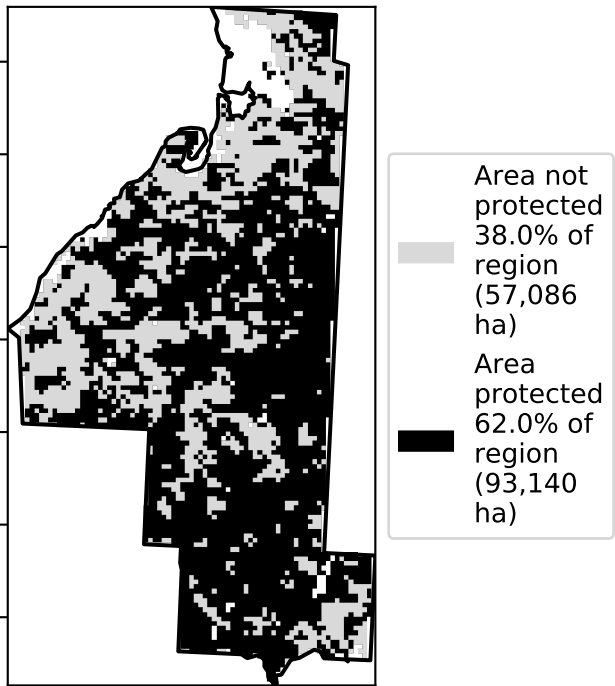 Area not
protected
38.0% of
region
(57,086
ha)
Area
protected
62.0% of
region
(93,140
ha)